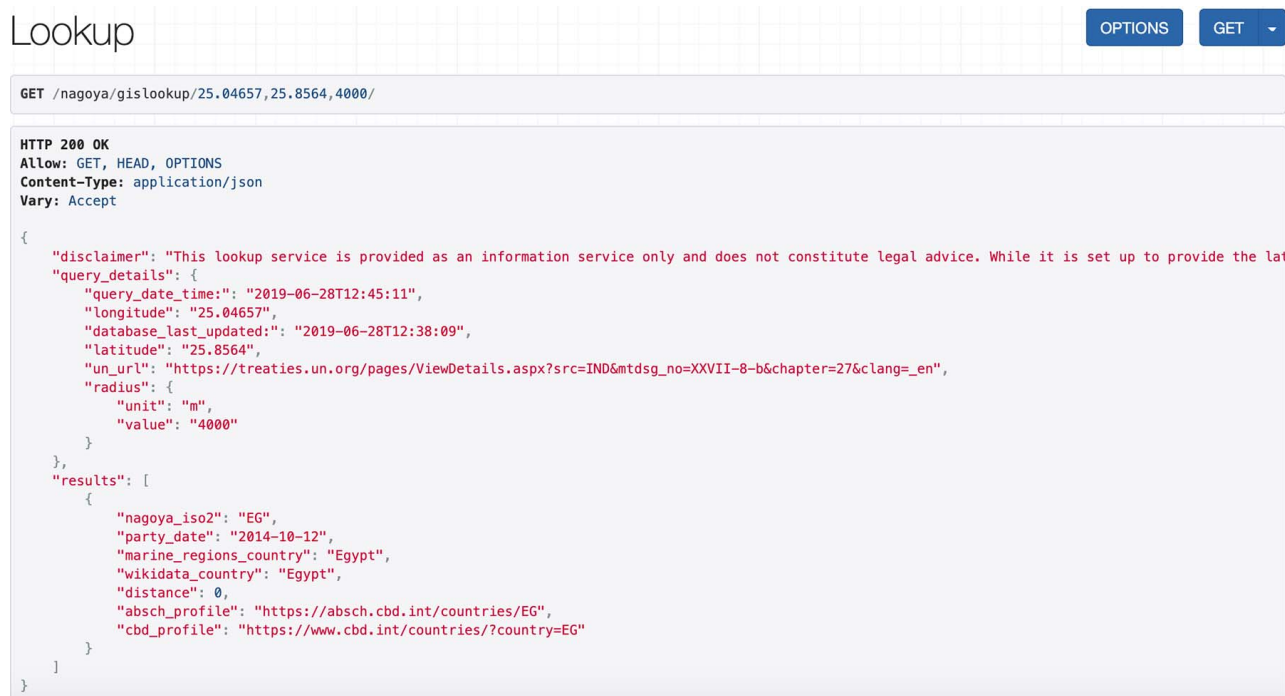 Lookup
OPTIONS
GET
GET /nagoya/gislookup/25.04657,25.8564,4000/
HTTP 200 OK
Allow: GET, HEAD, OPTIONS
Content-Type: application/json
Vary: Accept
{
"disclaimer": "This lookup service is provided as an information service only and does not constitute legal advice. While it is set up to provide the lat
"query_details": {
"query_date_time:": "2019-06-28T12:45:11",
"longitude": "25.04657",
"database_last_updated:": "2019-06-28T12:38:09",
"latitude": "25.8564",
"un_url": "https://treaties.un.org/pages/ViewDetails.aspx?src=IND&mtdsg_no=XXVII-8-b&chapter=27&clang=_en",
"radius": {
"unit": "m",
"value": "4000"
}
},
"results": [
{
"nagoya_iso2": "EG",
"party_date": "2014-10-12",
"marine_regions_country": "Egypt",
"wikidata_country": "Egypt",
"distance": 0,
"absch_profile": "https://absch.cbd.int/countries/EG",
"cbd_profile": "https://www.cbd.int/countries/?country=EG"
}
]
}